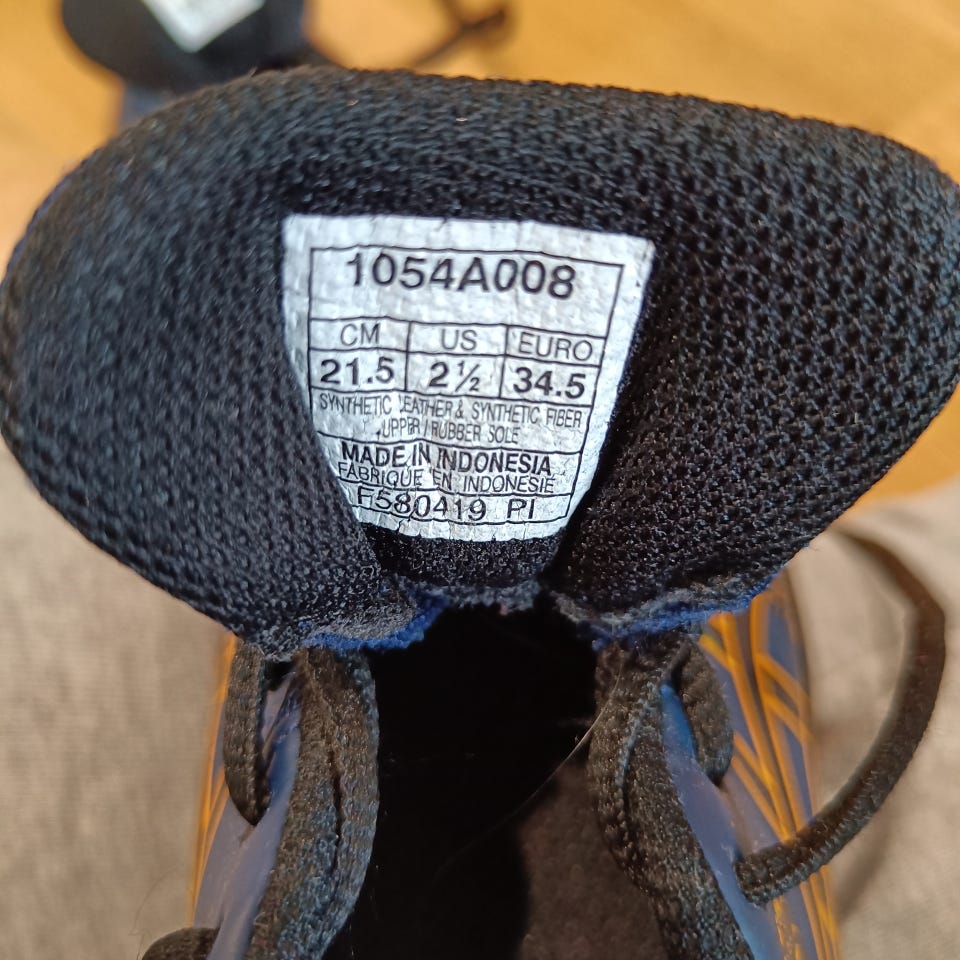 1054A008
CM US EURO
21.5 2½ 34.5
SYNTHETIC LEATHER & SYNTHETIC FIBER
UPPER / RUBBER SOLE
MADE IN INDONESIA
FABRIQUE EN INDONESIE
F580419 PI